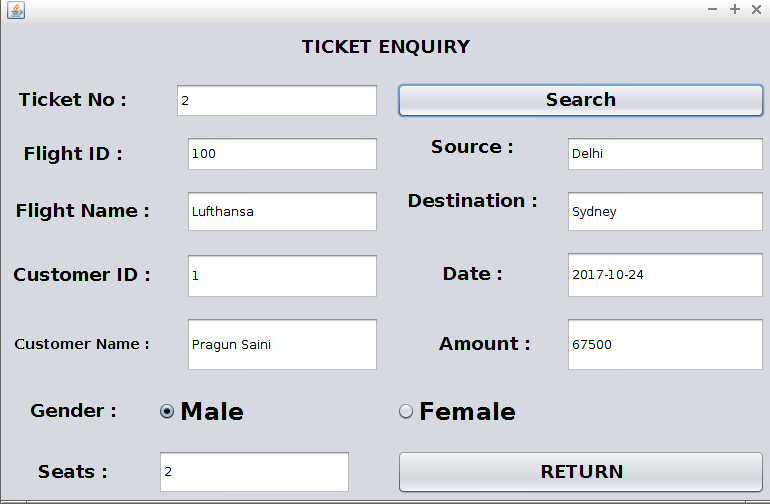 TICKET ENQUIRY
Ticket No : 2 Search
Flight ID : 100 Source : Delhi
Flight Name : Lufthansa Destination : Sydney
Customer ID : 1 Date : 2017-10-24
Customer Name : Pragun Saini Amount : 67500
Gender : Male Female
Seats : 2 RETURN